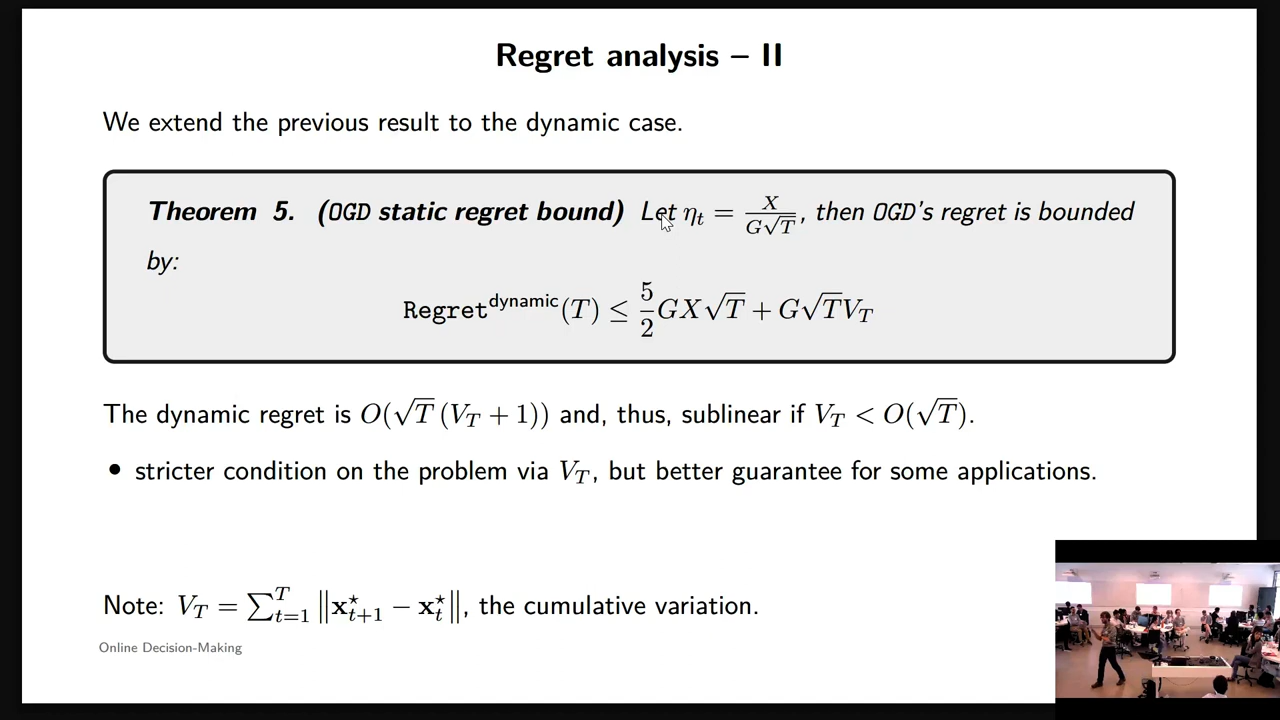 Regret analysis – II
We extend the previous result to the dynamic case.
Theorem 5. (OGD static regret bound) Let η_t = X / (G√T), then OGD's regret is bounded
by:
Regret^dynamic(T) ≤ 5/2 GX√T + G√T V_T
The dynamic regret is O(√T (V_T + 1)) and, thus, sublinear if V_T < O(√T).
• stricter condition on the problem via V_T, but better guarantee for some applications.
Note: V_T = ∑_{t=1}^{T} ‖x^⋆_{t+1} − x^⋆_t‖, the cumulative variation.
Online Decision-Making